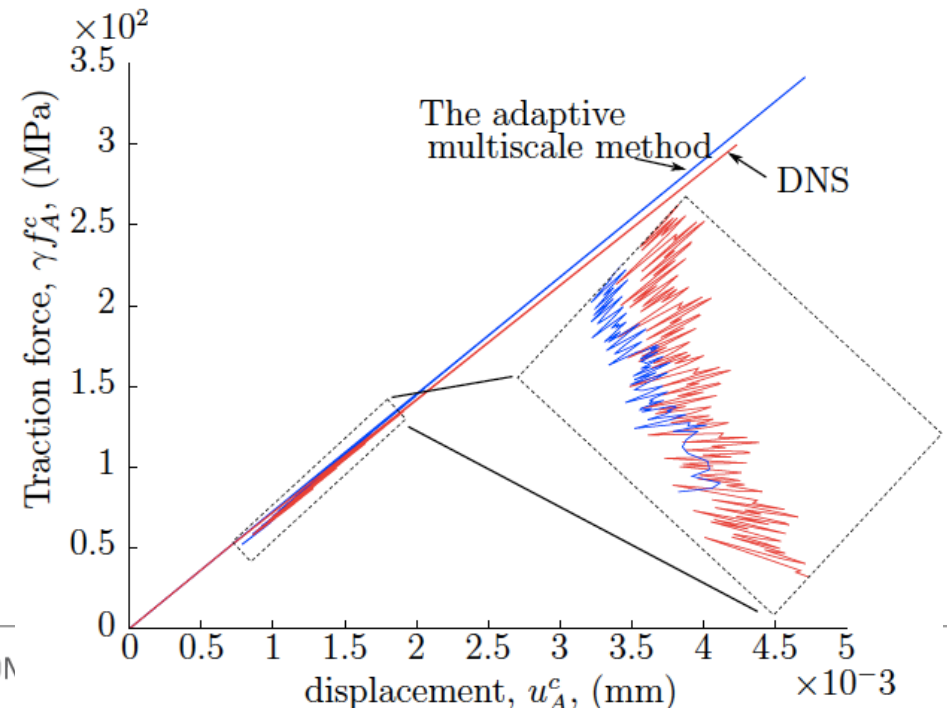 ×10²
3.5
3
2.5
2
1.5
1
0.5
0
Traction force, γf_A^c, (MPa)
The adaptive
multiscale method
DNS
0 0.5 1 1.5 2 2.5 3 3.5 4 4.5 5
×10⁻³
displacement, u_A^c, (mm)